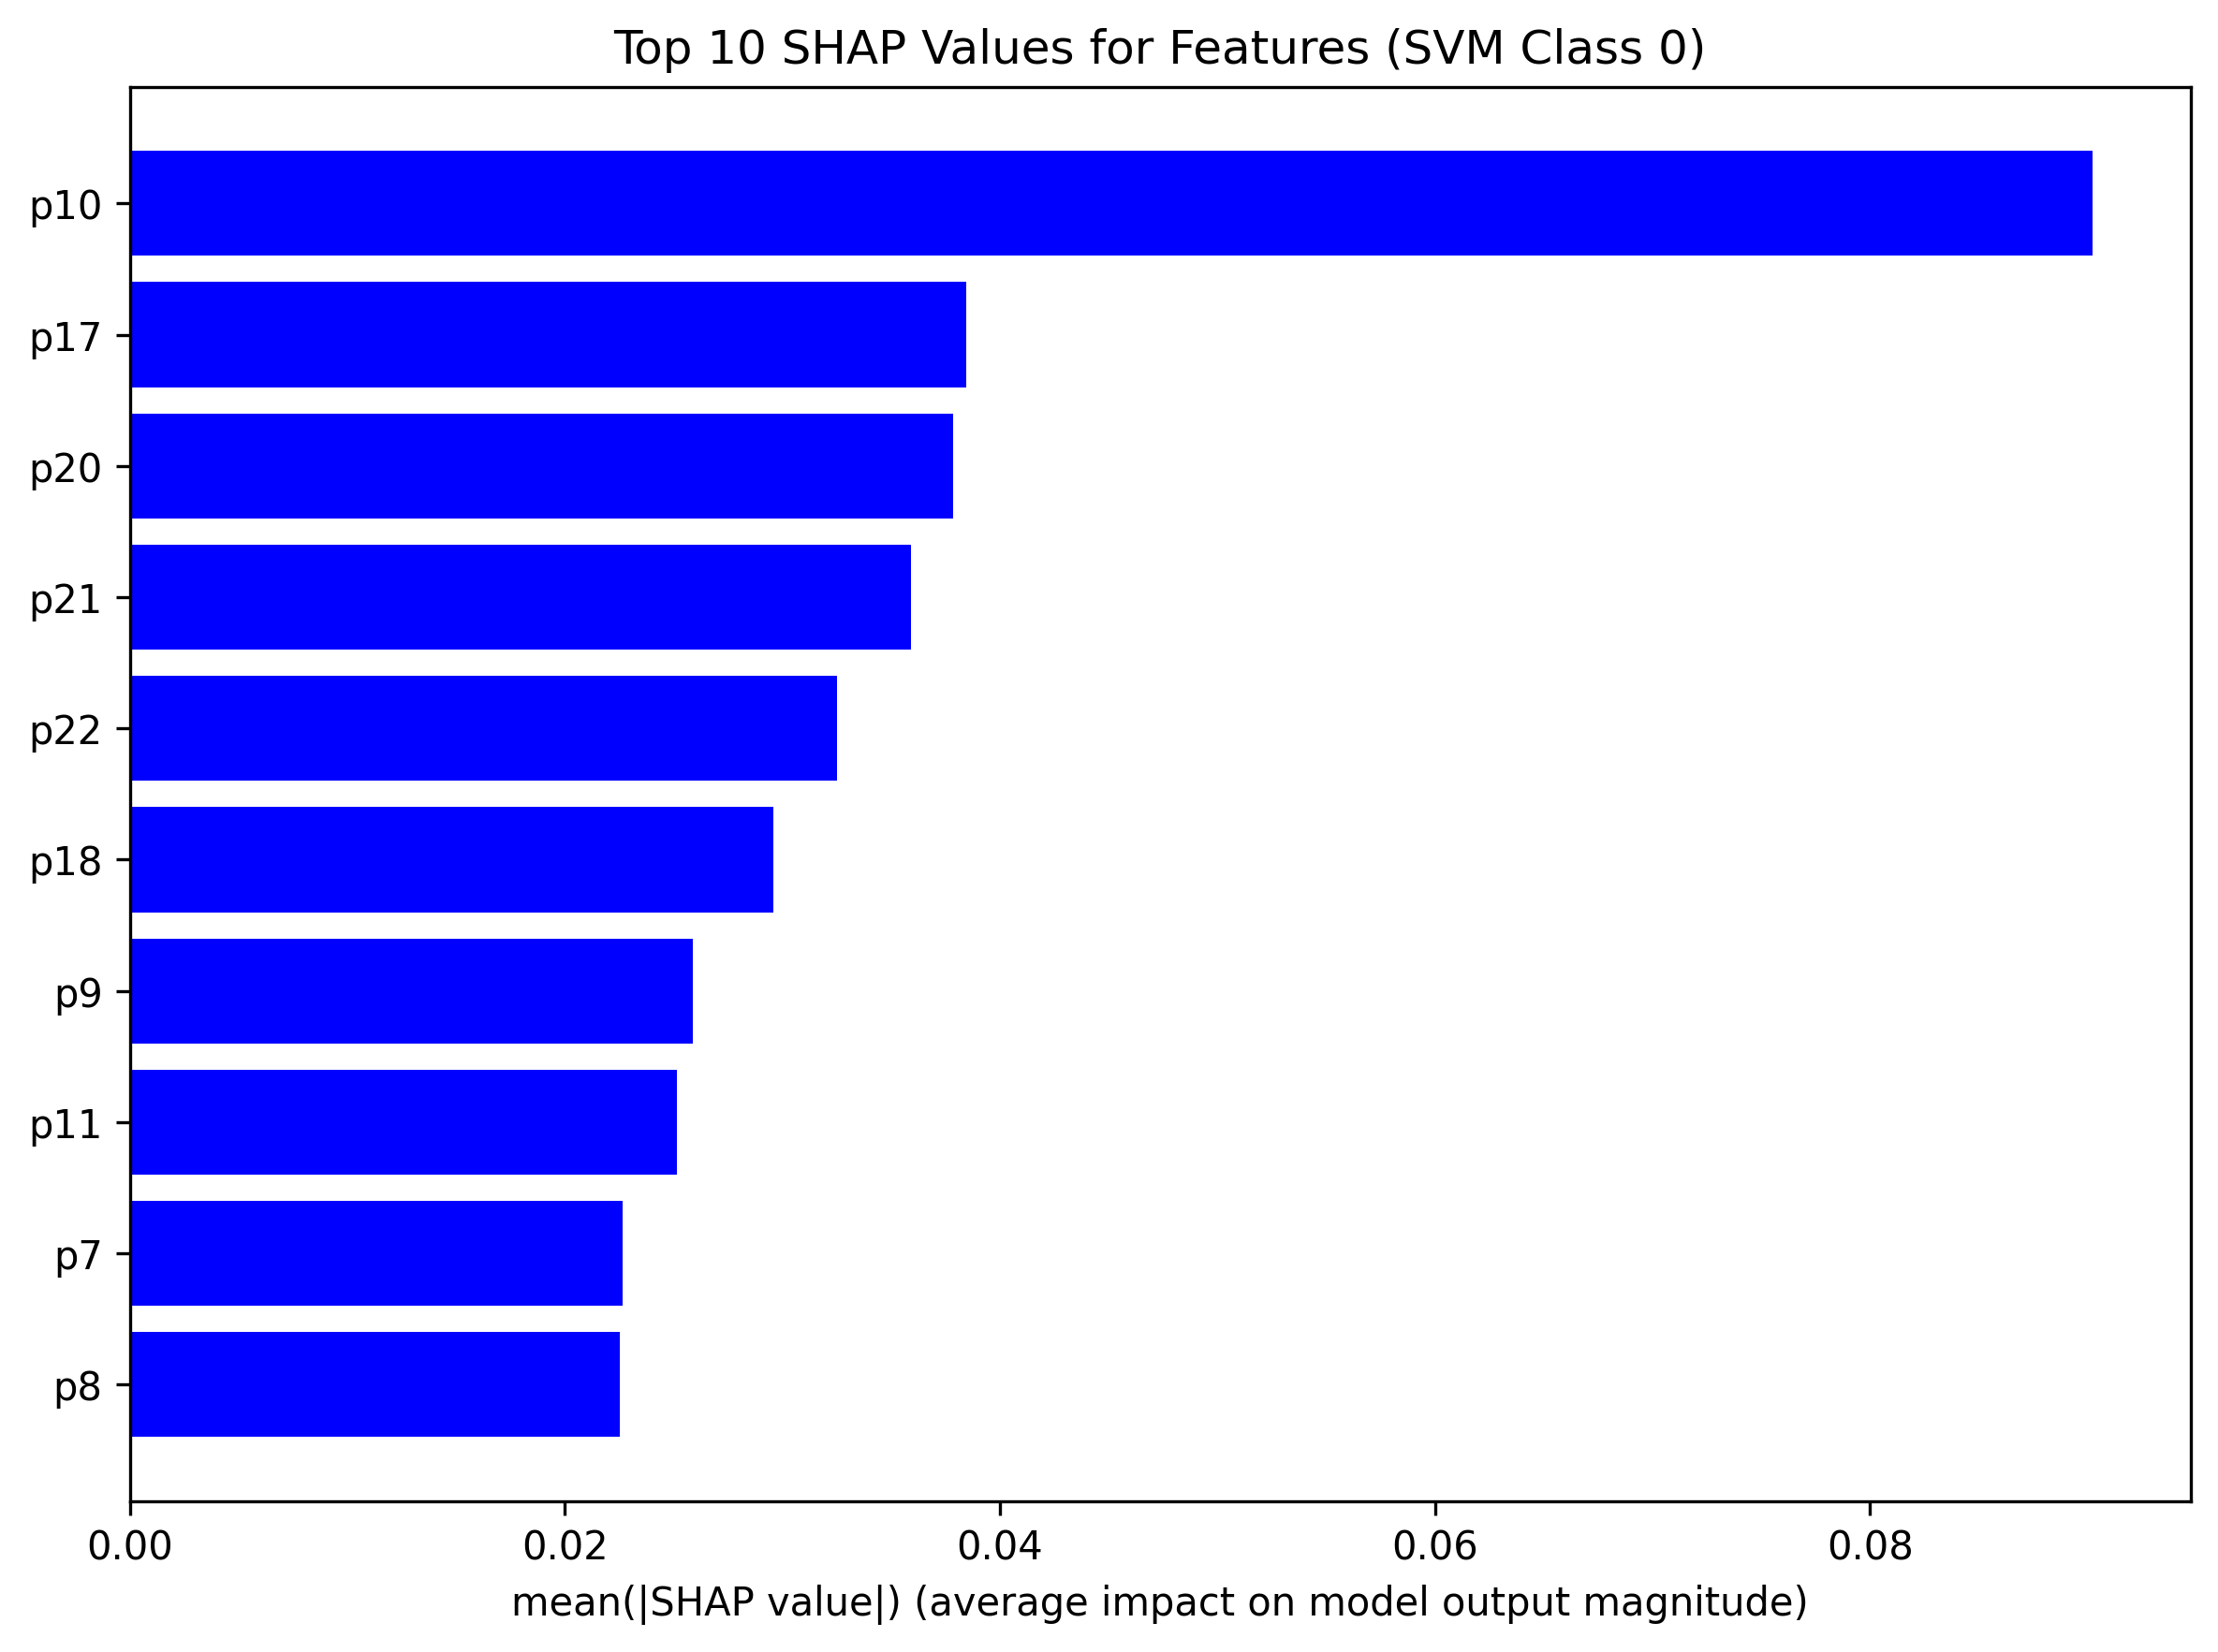 Top 10 SHAP Values for Features (SVM Class 0)
p10
p17
p20
p21
p22
p18
p9
p11
p7
p8
0.00 0.02 0.04 0.06 0.08
mean(|SHAP value|) (average impact on model output magnitude)